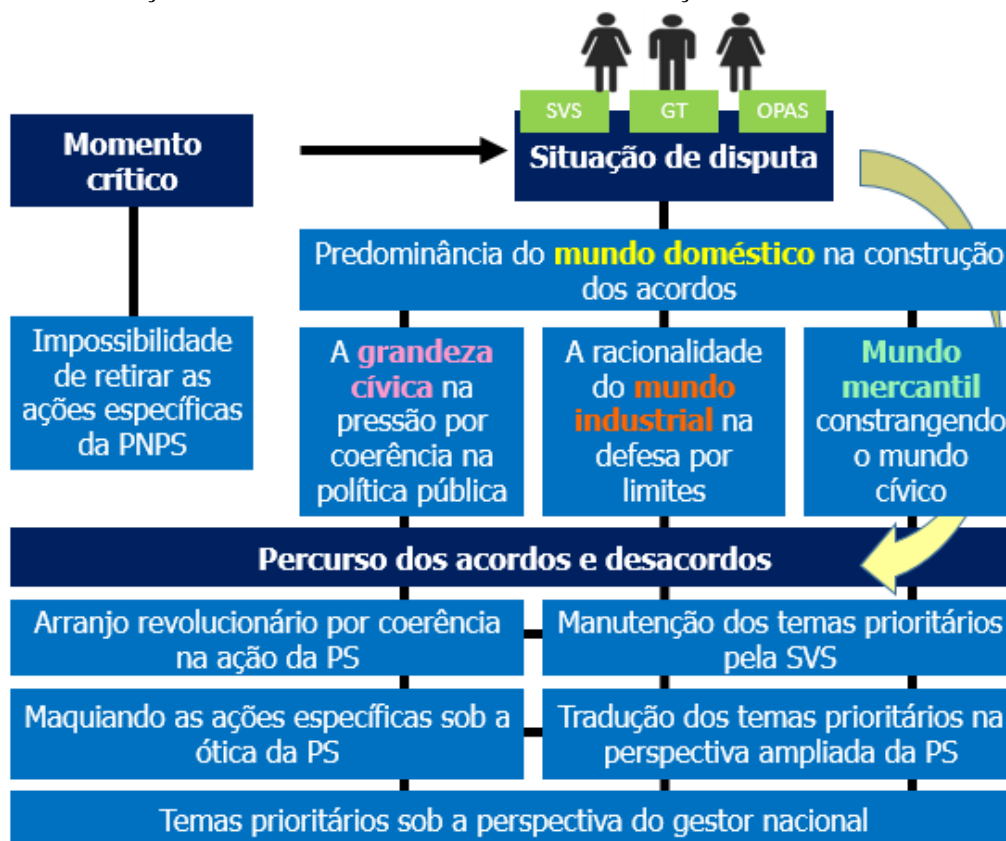 SVS
GT
OPAS
Momento
crítico
Situação de disputa
Predominância do mundo doméstico na construção
dos acordos
Impossibilidade
de retirar as
ações específicas
da PNPS
A grandeza
cívica na
pressão por
coerência na
política pública
A racionalidade
do mundo
industrial na
defesa por
limites
Mundo
mercantil
constrangendo
o mundo
cívico
Percurso dos acordos e desacordos
Arranjo revolucionário por coerência
na ação da PS
Manutenção dos temas prioritários
pela SVS
Maquiando as ações específicas sob a
ótica da PS
Tradução dos temas prioritários na
perspectiva ampliada da PS
Temas prioritários sob a perspectiva do gestor nacional